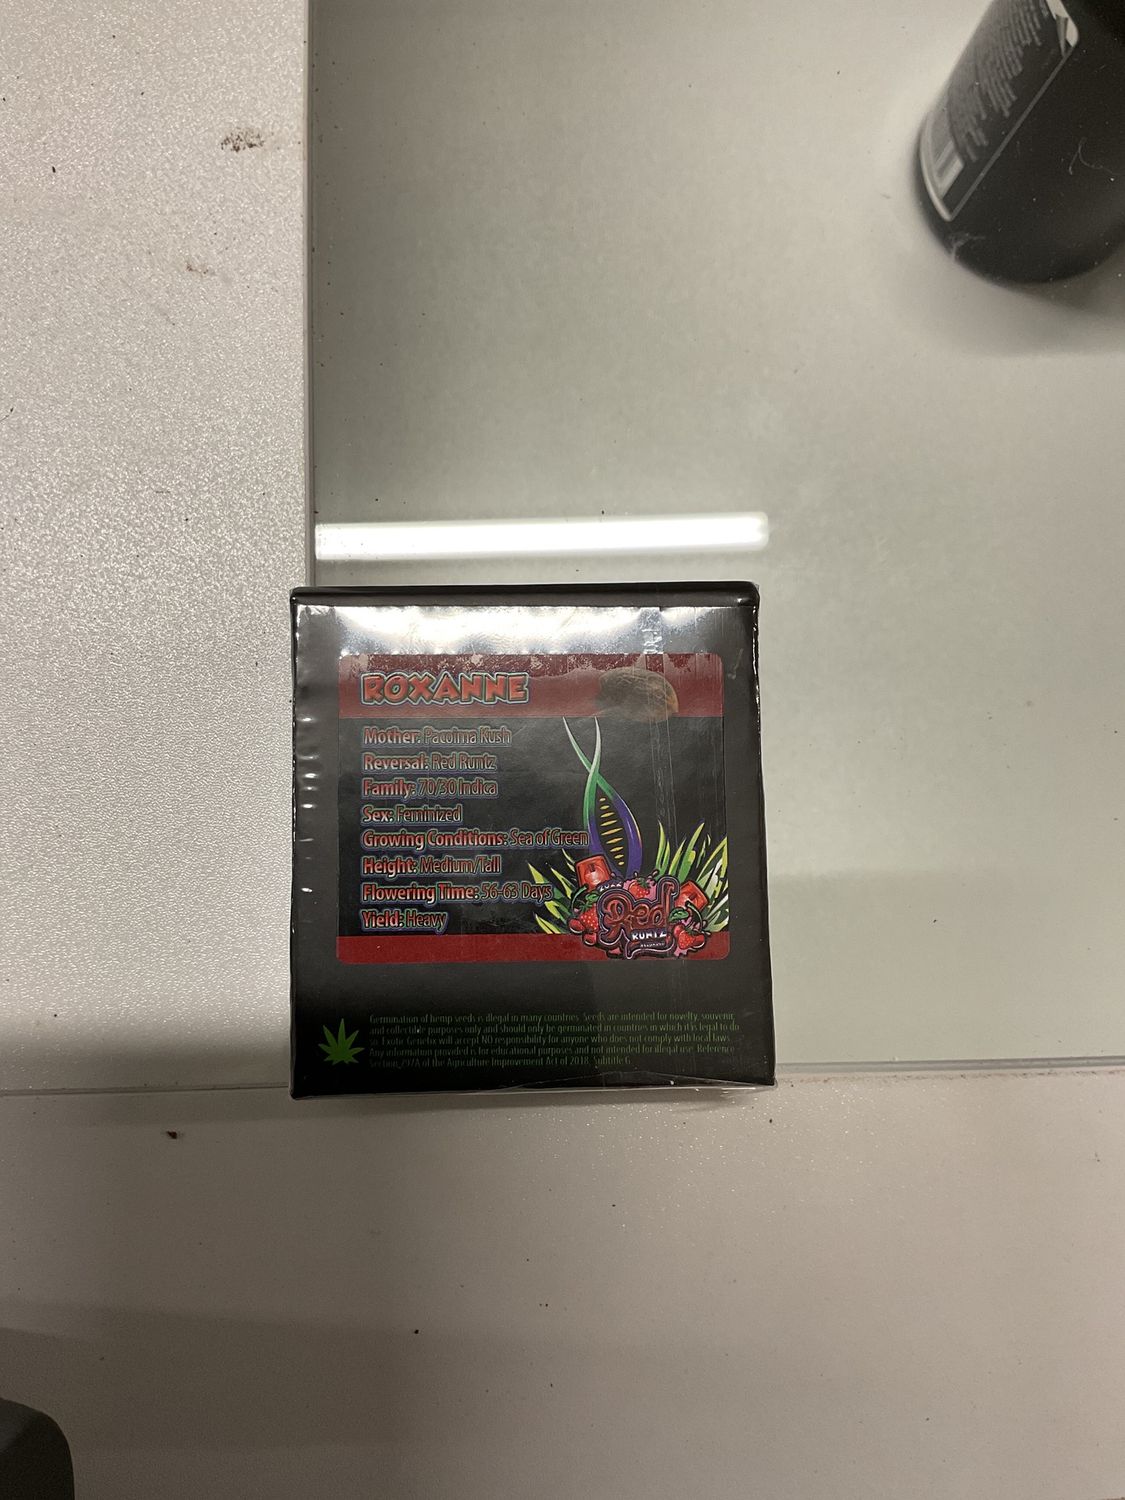 ROXANNE
Mother: Pacoima Kush
Reversal: Red Runtz
Family: 70/30 Indica
Sex: Feminized
Growing Conditions: Sea of Green
Height: Medium/Tall
Flowering Time: 56-63 Days
Yield: Heavy
Red
RUNTZ
Germination of hemp seeds is illegal in many countries. Seeds are intended for novelty, souvenir,
and collectible purposes only and should only be germinated in countries in which it is legal to do
so. Exotic Genetix will accept NO responsibility for anyone who does not comply with local laws.
Any information provided is for educational purposes and not intended for illegal use. Reference
Section 297A of the Agriculture Improvement Act of 2018, Subtitle G.